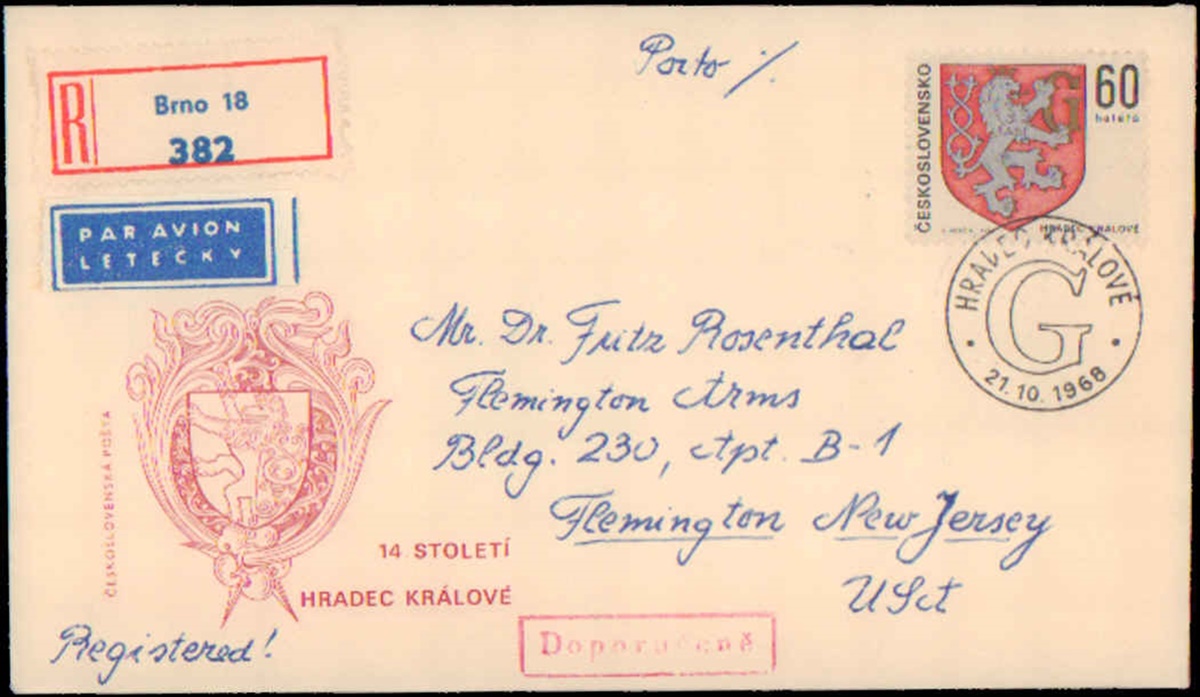 Porto ·/.
R
Brno 18
382
PAR AVION
LETECKY
ČESKOSLOVENSKO
60
haléřů
G
HRADEC KRÁLOVÉ
HRADEC KRÁLOVÉ
G
21.10.1968
Mr. Dr. Fritz Rosenthal
Flemington Arms
Bldg. 230, Apt. B-1
Flemington New Jersey
USA
ČESKOSLOVENSKÁ POŠTA
14 STOLETÍ
HRADEC KRÁLOVÉ
Registered!
Doporučeně